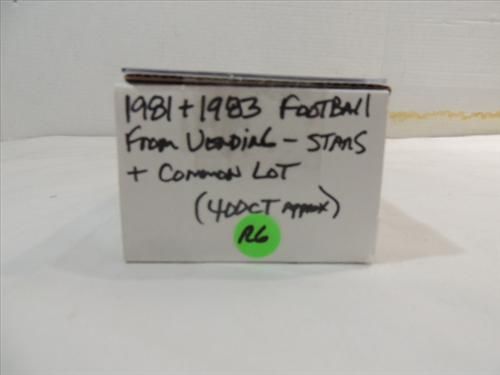 1981 + 1983 FOOTBALL
FROM VENDING - STARS
+ COMMON LOT
(400CT APPROX)
R6